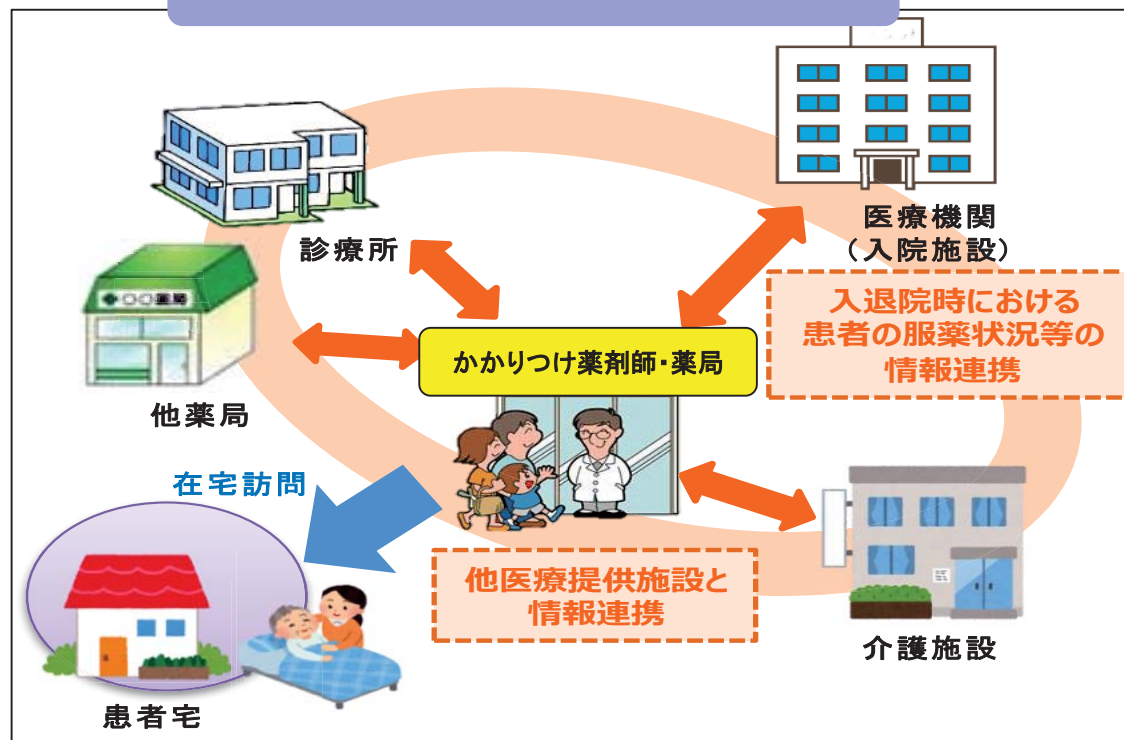 診療所
医療機関
（入院施設）
入退院時における
患者の服薬状況等の
情報連携
○○薬局
他薬局
かかりつけ薬剤師・薬局
在宅訪問
他医療提供施設と
情報連携
介護施設
患者宅